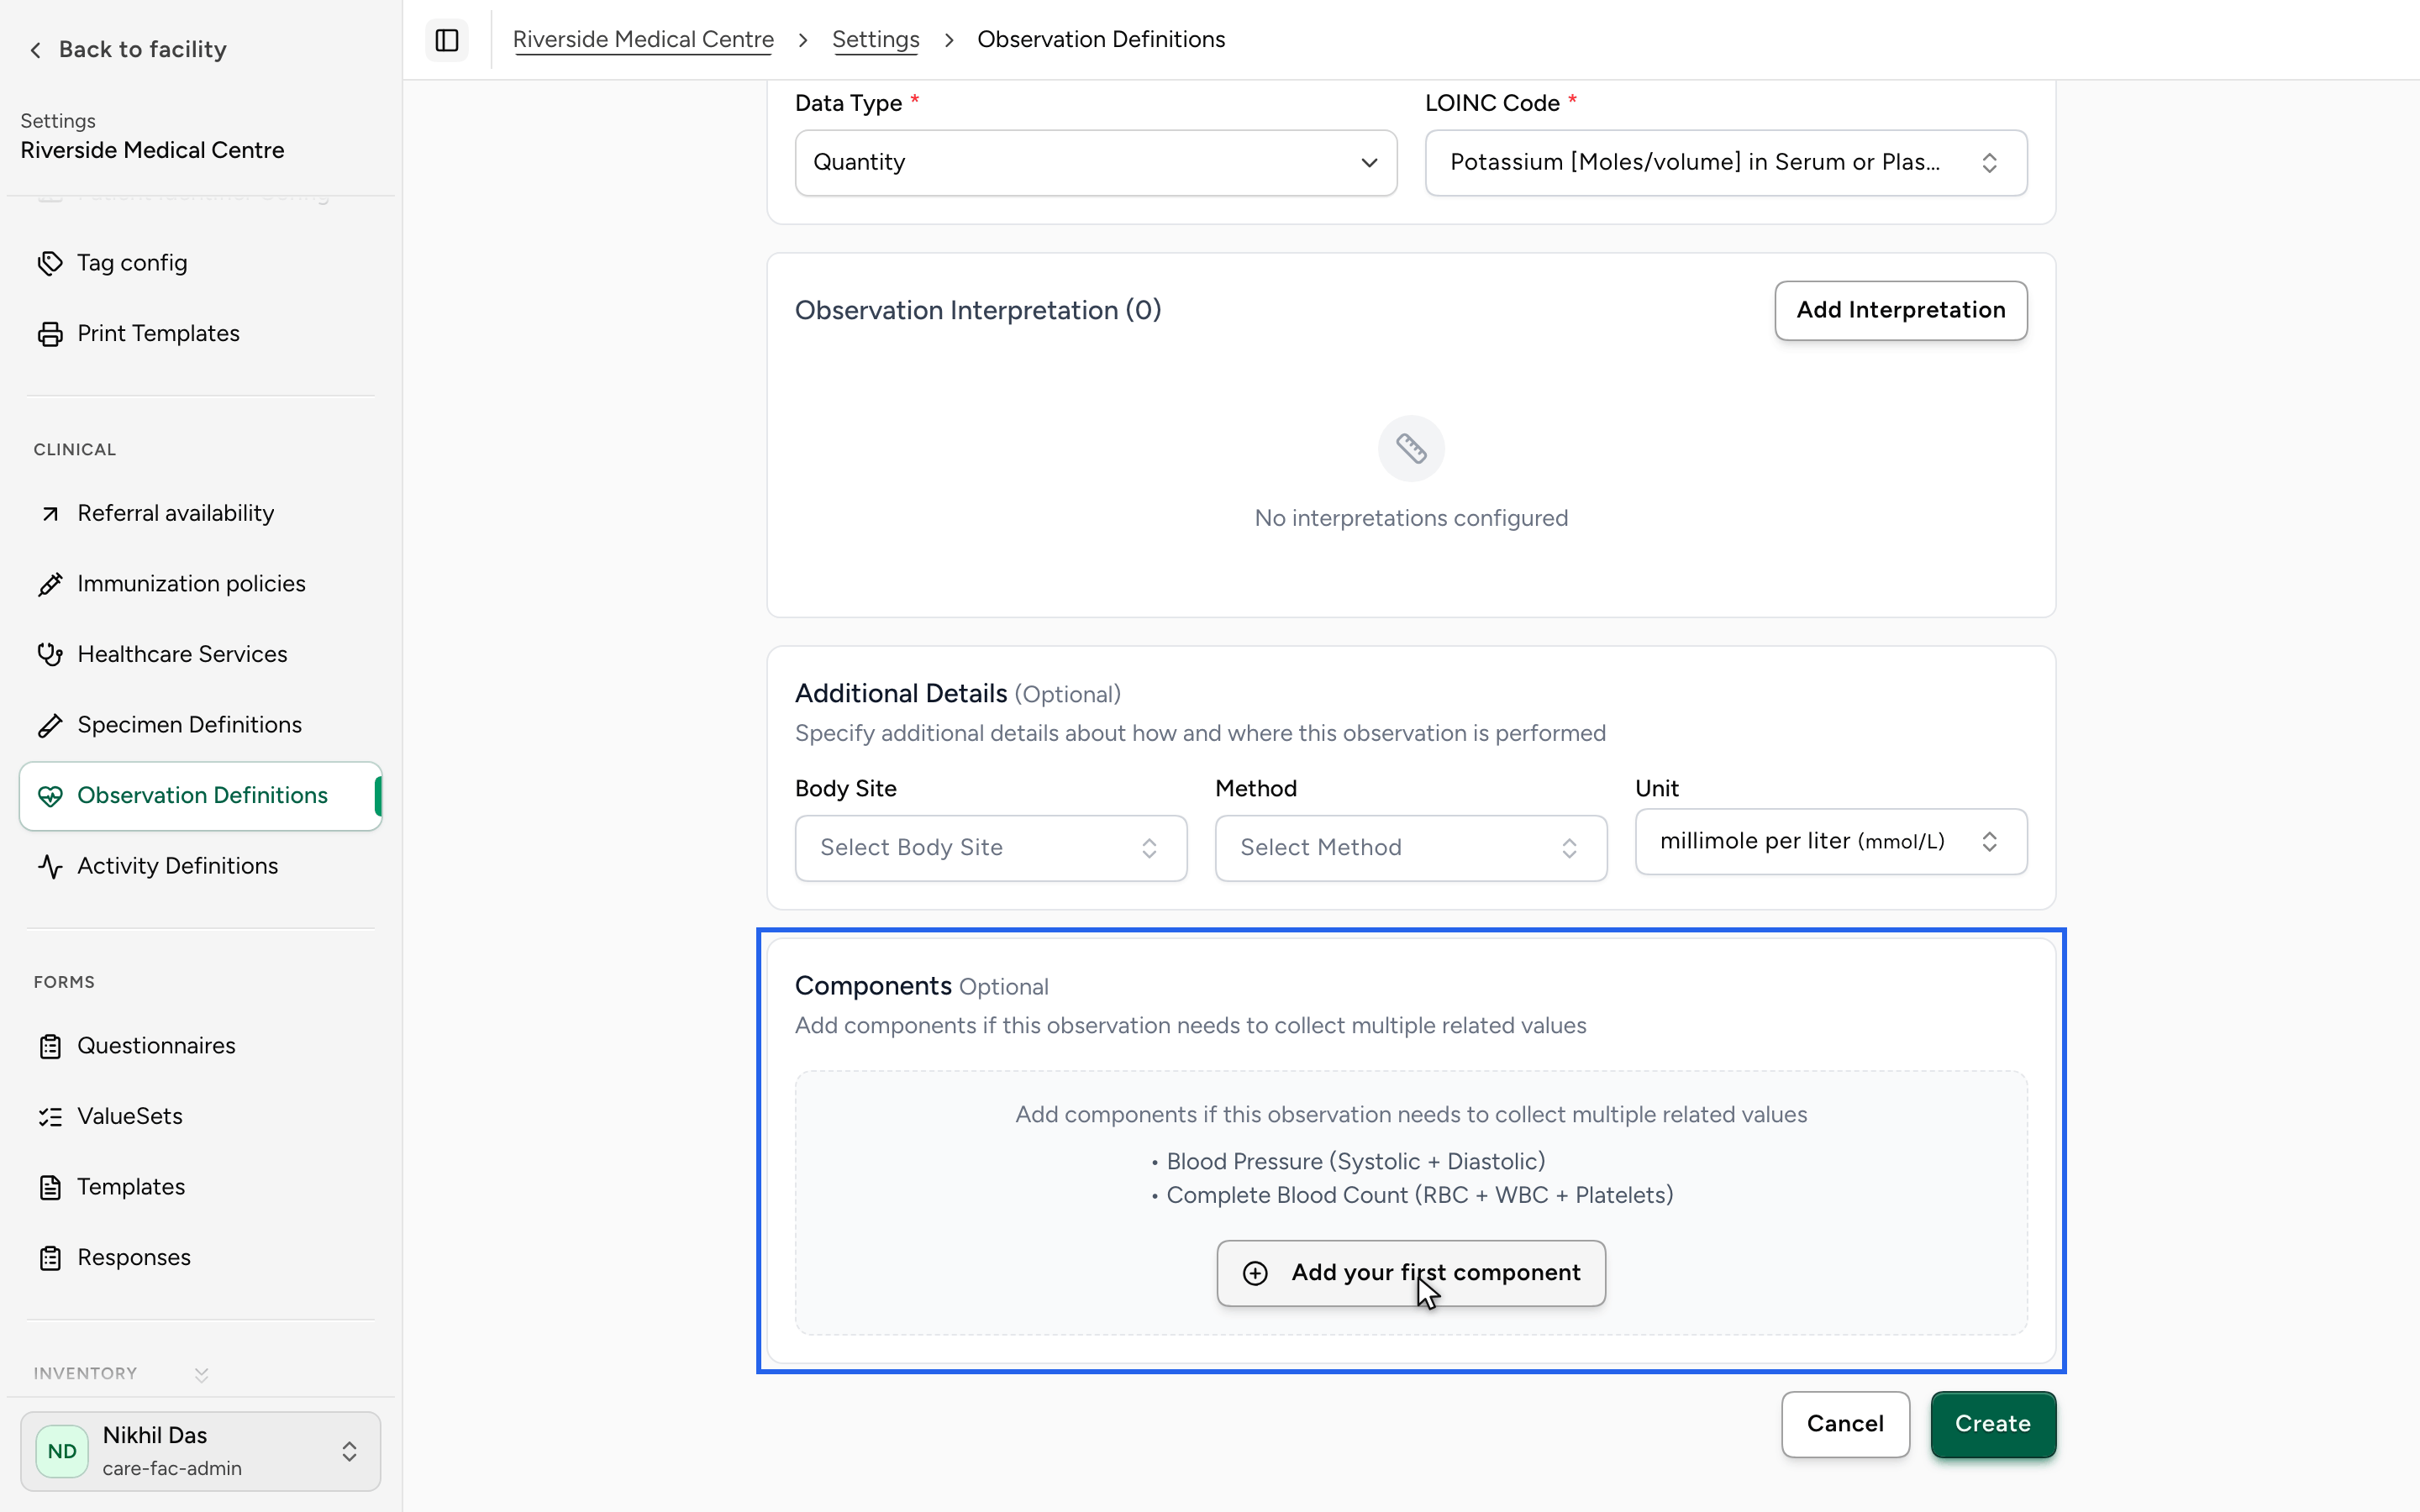 Back to facility
Settings
Riverside Medical Centre
Tag config
Print Templates
CLINICAL
Referral availability
Immunization policies
Healthcare Services
Specimen Definitions
Observation Definitions
Activity Definitions
FORMS
Questionnaires
ValueSets
Templates
Responses
INVENTORY
ND
Nikhil Das
care-fac-admin
Riverside Medical Centre > Settings > Observation Definitions
Data Type *
LOINC Code *
Quantity
Potassium [Moles/volume] in Serum or Plas...
Observation Interpretation (0)
Add Interpretation
No interpretations configured
Additional Details (Optional)
Specify additional details about how and where this observation is performed
Body Site
Method
Unit
Select Body Site
Select Method
millimole per liter (mmol/L)
Components Optional
Add components if this observation needs to collect multiple related values
Add components if this observation needs to collect multiple related values
• Blood Pressure (Systolic + Diastolic)
• Complete Blood Count (RBC + WBC + Platelets)
Add your first component
Cancel
Create